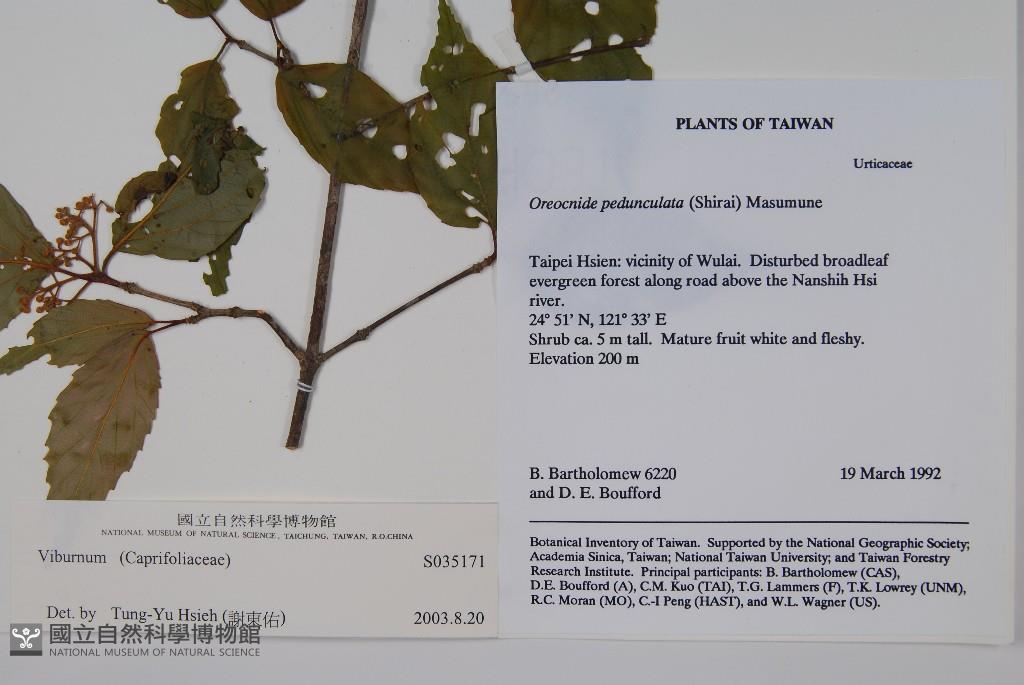 PLANTS OF TAIWAN
Urticaceae
Oreocnide pedunculata (Shirai) Masumune
Taipei Hsien: vicinity of Wulai. Disturbed broadleaf
evergreen forest along road above the Nanshih Hsi
river.
24° 51' N, 121° 33' E
Shrub ca. 5 m tall. Mature fruit white and fleshy.
Elevation 200 m
B. Bartholomew 6220 19 March 1992
and D. E. Boufford
Botanical Inventory of Taiwan. Supported by the National Geographic Society;
Academia Sinica, Taiwan; National Taiwan University; and Taiwan Forestry
Research Institute. Principal participants: B. Bartholomew (CAS),
D.E. Boufford (A), C.M. Kuo (TAI), T.G. Lammers (F), T.K. Lowrey (UNM),
R.C. Moran (MO), C.-I Peng (HAST), and W.L. Wagner (US).
國立自然科學博物館
NATIONAL MUSEUM OF NATURAL SCIENCE, TAICHUNG, TAIWAN, R.O.CHINA
Viburnum (Caprifoliaceae) S035171
Det. by Tung-Yu Hsieh (謝東佑) 2003.8.20
國立自然科學博物館
NATIONAL MUSEUM OF NATURAL SCIENCE